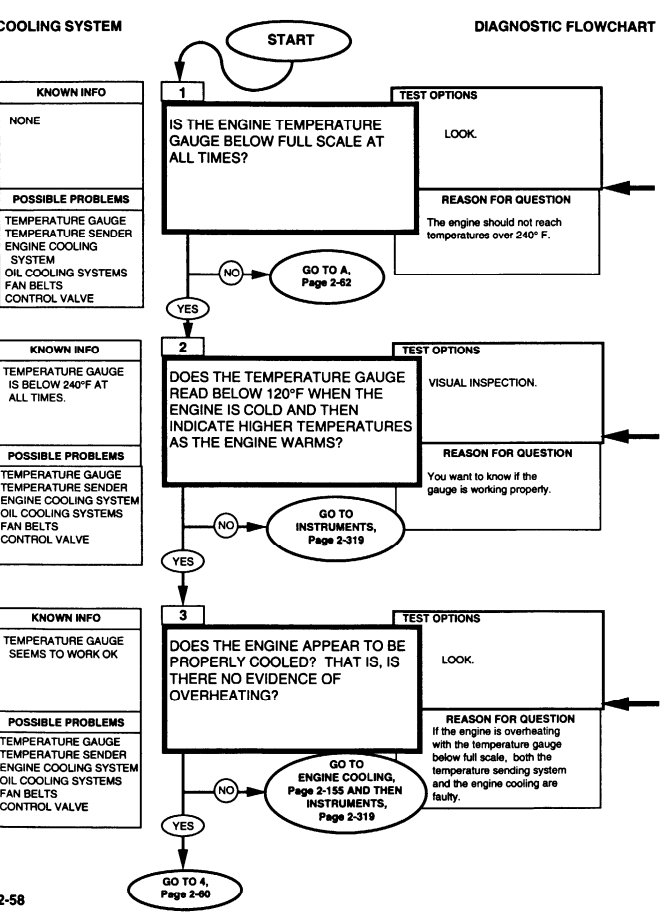 COOLING SYSTEM
DIAGNOSTIC FLOWCHART
START
KNOWN INFO
NONE
POSSIBLE PROBLEMS
TEMPERATURE GAUGE
TEMPERATURE SENDER
ENGINE COOLING
SYSTEM
OIL COOLING SYSTEMS
FAN BELTS
CONTROL VALVE
1
IS THE ENGINE TEMPERATURE
GAUGE BELOW FULL SCALE AT
ALL TIMES?
TEST OPTIONS
LOOK.
REASON FOR QUESTION
The engine should not reach
temperatures over 240° F.
NO
GO TO A,
Page 2-62
YES
KNOWN INFO
TEMPERATURE GAUGE
IS BELOW 240°F AT
ALL TIMES.
POSSIBLE PROBLEMS
TEMPERATURE GAUGE
TEMPERATURE SENDER
ENGINE COOLING SYSTEM
OIL COOLING SYSTEMS
FAN BELTS
CONTROL VALVE
2
DOES THE TEMPERATURE GAUGE
READ BELOW 120°F WHEN THE
ENGINE IS COLD AND THEN
INDICATE HIGHER TEMPERATURES
AS THE ENGINE WARMS?
TEST OPTIONS
VISUAL INSPECTION.
REASON FOR QUESTION
You want to know if the
gauge is working properly.
NO
GO TO
INSTRUMENTS,
Page 2-319
YES
KNOWN INFO
TEMPERATURE GAUGE
SEEMS TO WORK OK
POSSIBLE PROBLEMS
TEMPERATURE GAUGE
TEMPERATURE SENDER
ENGINE COOLING SYSTEM
OIL COOLING SYSTEMS
FAN BELTS
CONTROL VALVE
3
DOES THE ENGINE APPEAR TO BE
PROPERLY COOLED? THAT IS, IS
THERE NO EVIDENCE OF
OVERHEATING?
TEST OPTIONS
LOOK.
REASON FOR QUESTION
If the engine is overheating
with the temperature gauge
below full scale, both the
temperature sending system
and the engine cooling are
faulty.
NO
GO TO
ENGINE COOLING,
Page 2-155 AND THEN
INSTRUMENTS,
Page 2-319
YES
GO TO 4,
Page 2-60
2-58